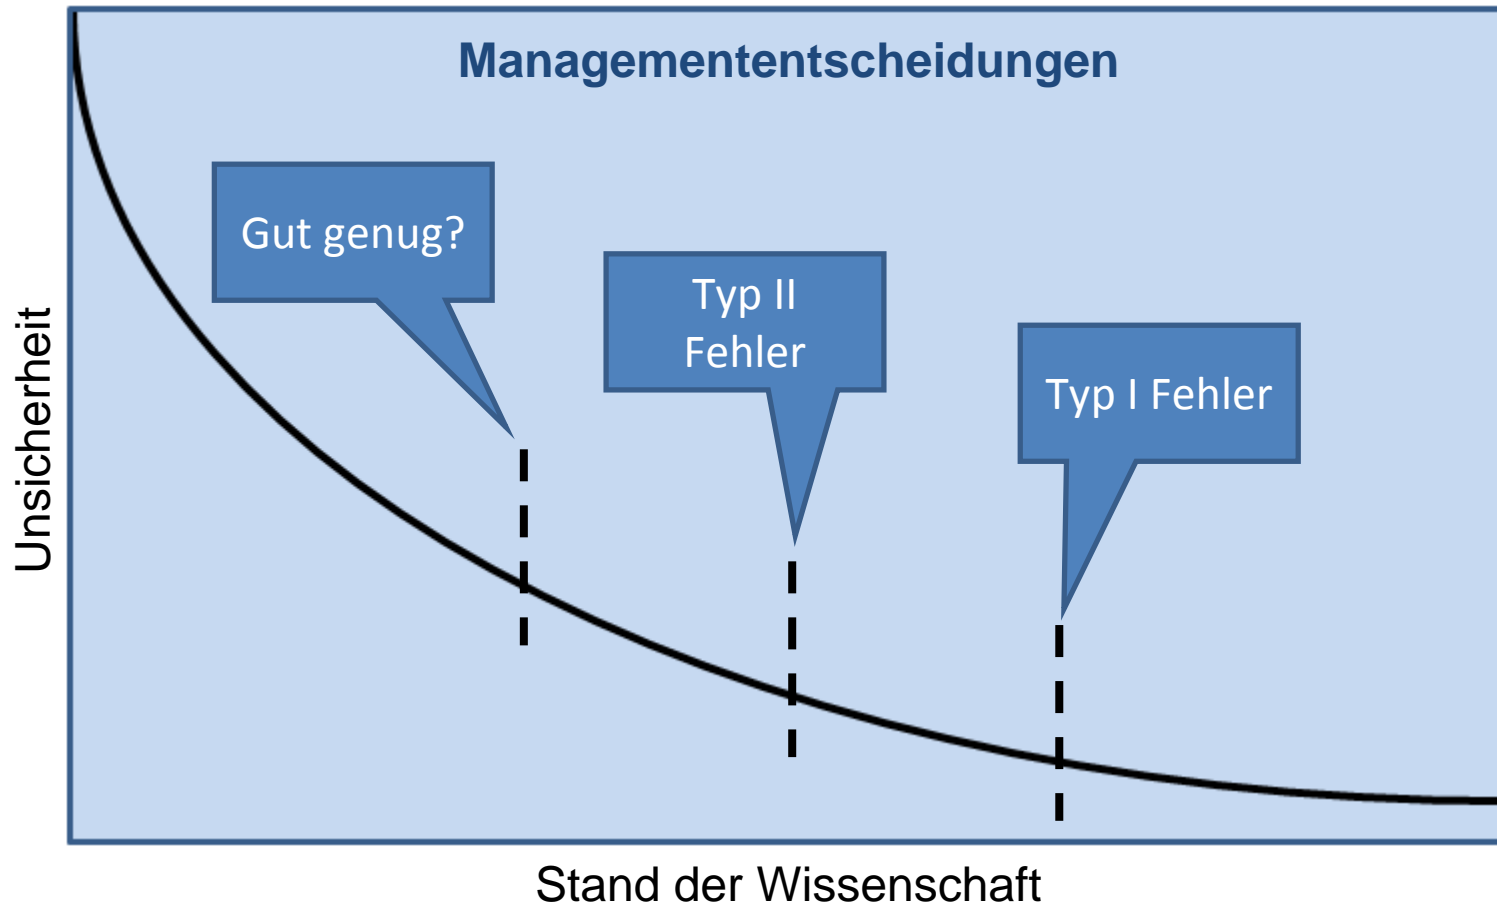 Managemententscheidungen
Gut genug?
Typ II
Fehler
Typ I Fehler
Unsicherheit
Stand der Wissenschaft